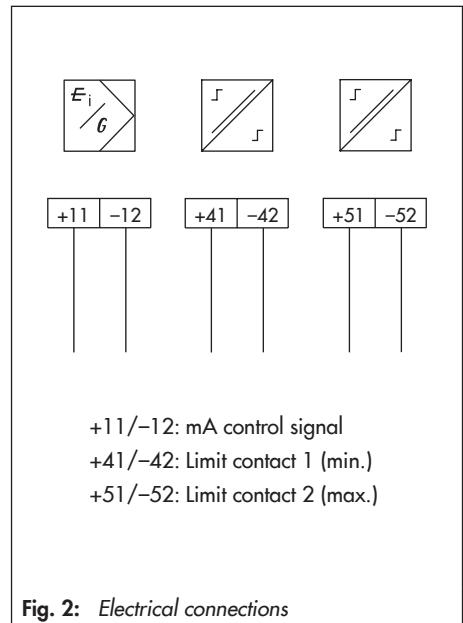 E i / G
+11 –12 +41 –42 +51 –52
+11/–12: mA control signal
+41/–42: Limit contact 1 (min.)
+51/–52: Limit contact 2 (max.)
Fig. 2: Electrical connections